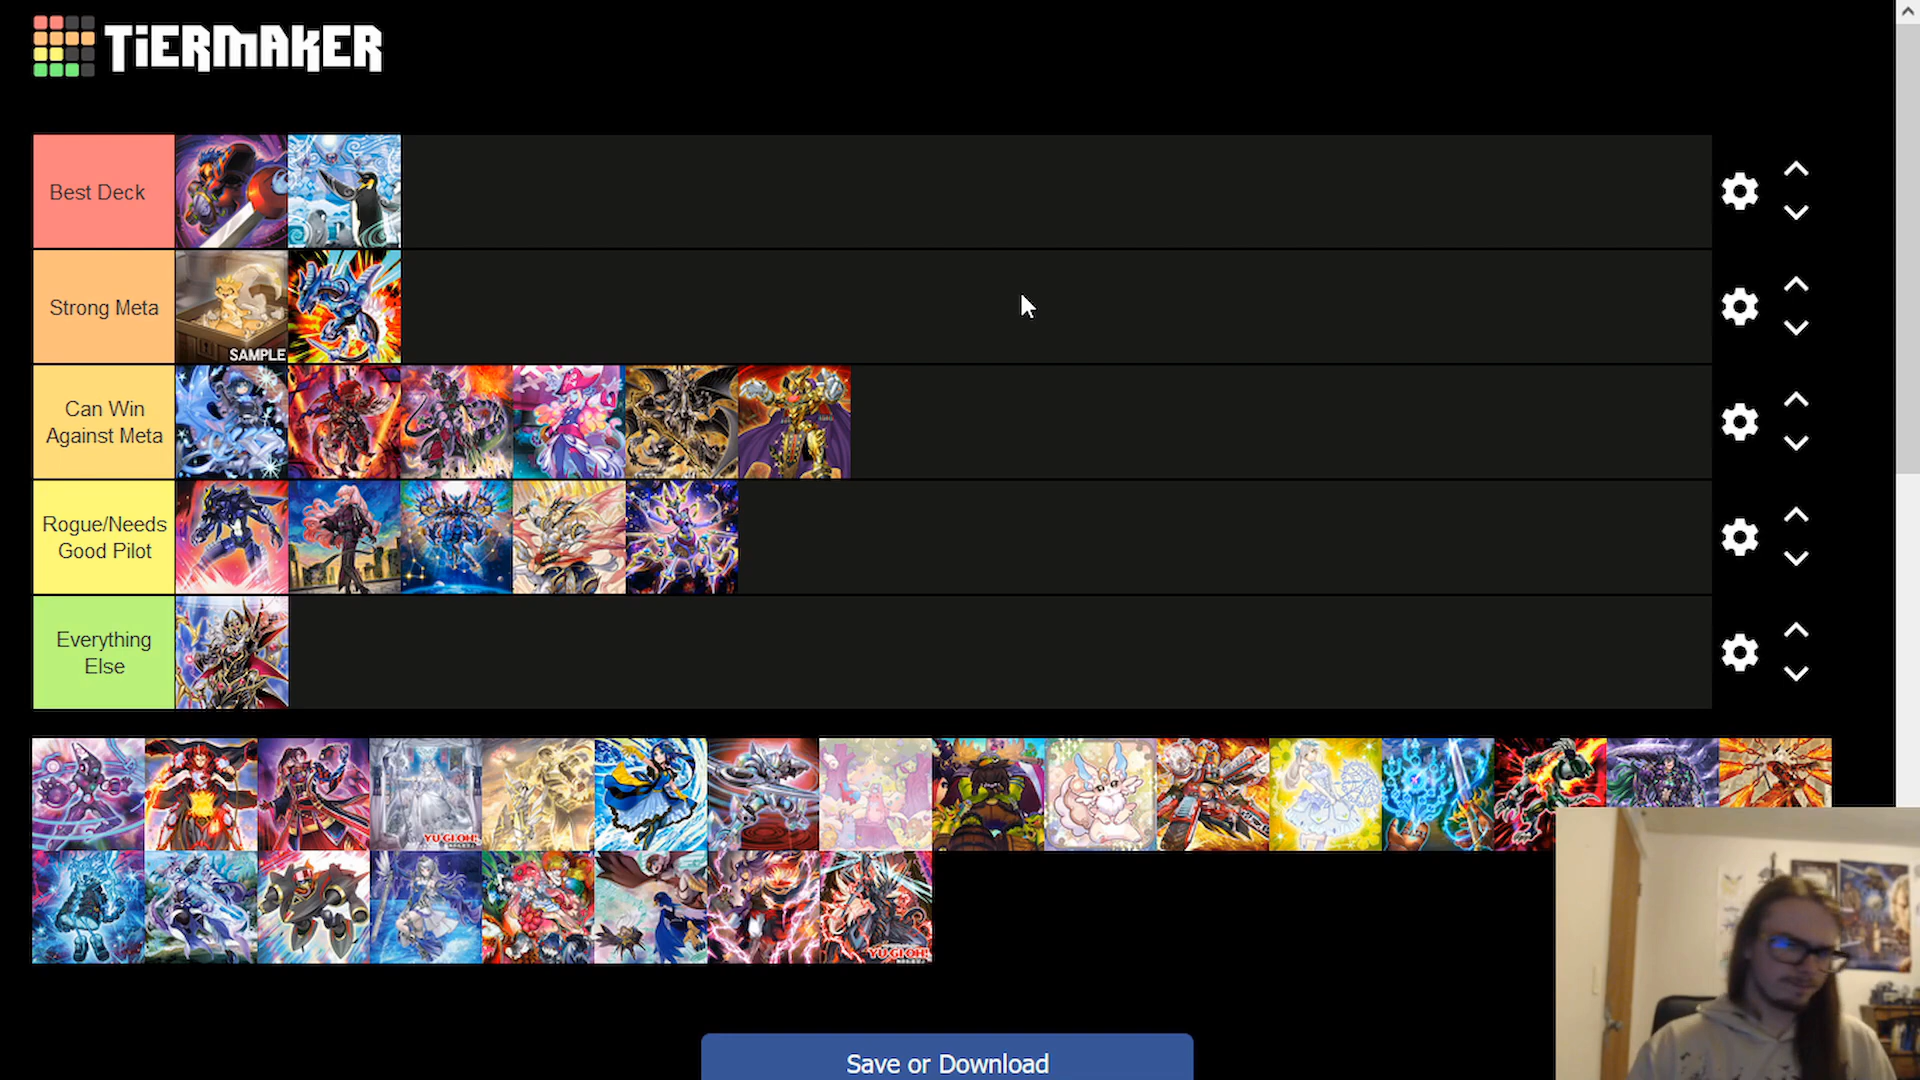 TiERMAKER
Best Deck
Strong Meta
SAMPLE
Can Win
Against Meta
Rogue/Needs
Good Pilot
Everything
Else
YU-GI-OH!
YU-GI-OH!
Save or Download